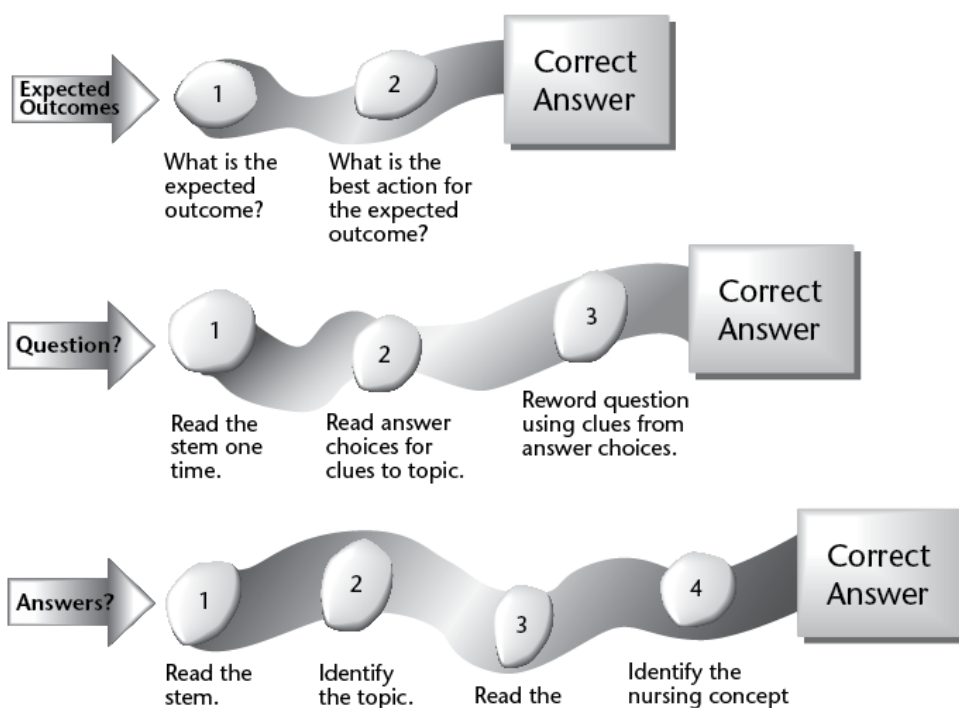 Expected
Outcomes
1
2
Correct
Answer
What is the
expected
outcome?
What is the
best action for
the expected
outcome?
Question?
1
2
3
Correct
Answer
Read the
stem one
time.
Read answer
choices for
clues to topic.
Reword question
using clues from
answer choices.
Answers?
1
2
3
4
Correct
Answer
Read the
stem.
Identify
the topic.
Read the
Identify the
nursing concept